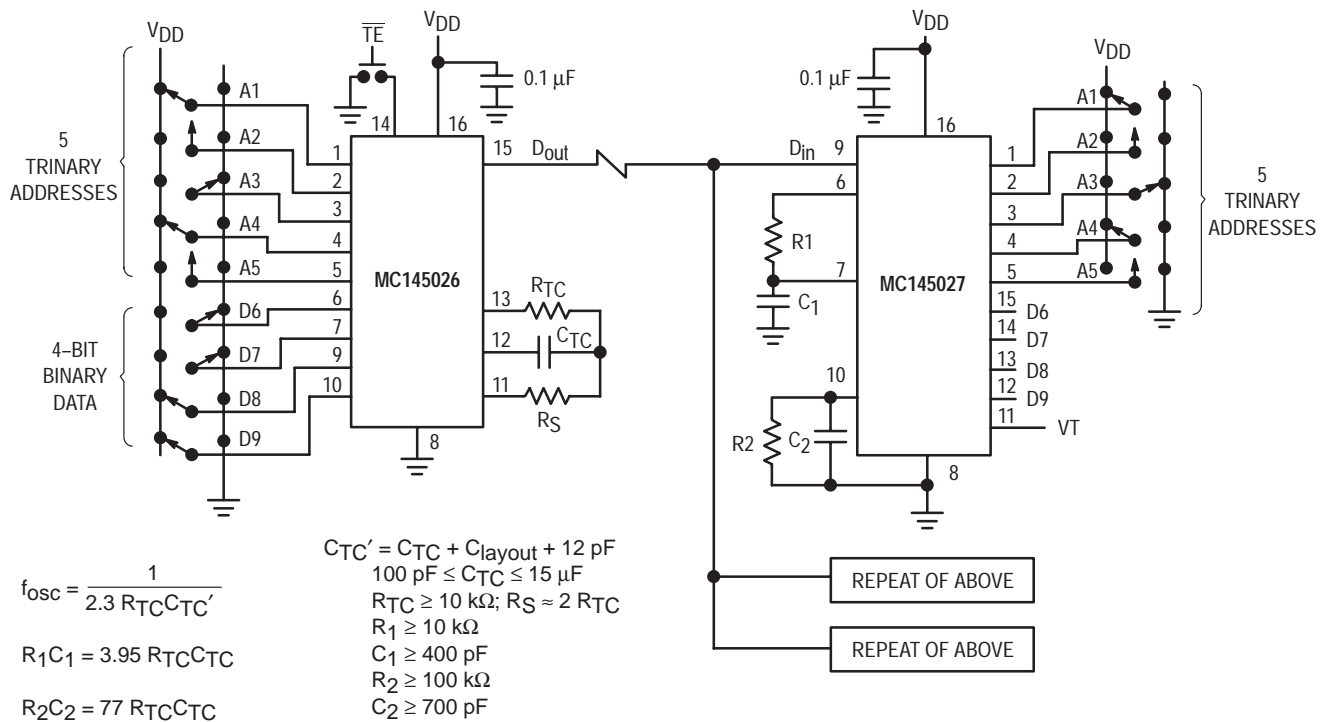 VDD
TE
VDD
VDD
VDD
0.1 µF
0.1 µF
5
TRINARY
ADDRESSES
A1
A2
A3
A4
A5
4–BIT
BINARY
DATA
D6
D7
D8
D9
1
2
3
4
5
6
7
9
10
14
16
MC145026
15
Dout
13
RTC
12
CTC
11
RS
8
Din
9
6
R1
7
C1
10
R2
C2
16
MC145027
1
2
3
4
5
15
14
13
12
11
8
A1
A2
A3
A4
A5
D6
D7
D8
D9
VT
5
TRINARY
ADDRESSES
REPEAT OF ABOVE
REPEAT OF ABOVE
fosc = 1 / 2.3 RTCCTC′
R1C1 = 3.95 RTCCTC
R2C2 = 77 RTCCTC
CTC′ = CTC + Clayout + 12 pF
100 pF ≤ CTC ≤ 15 µF
RTC ≥ 10 kΩ; RS ≈ 2 RTC
R1 ≥ 10 kΩ
C1 ≥ 400 pF
R2 ≥ 100 kΩ
C2 ≥ 700 pF